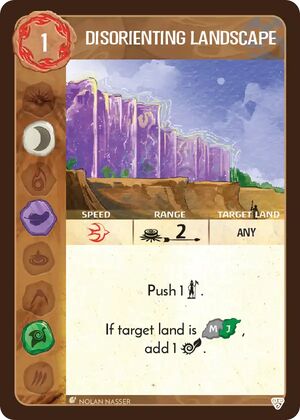 1
DISORIENTING LANDSCAPE
SPEED
RANGE
TARGET LAND
2
ANY
Push 1 .
If target land is M J ,
add 1 .
NOLAN NASSER